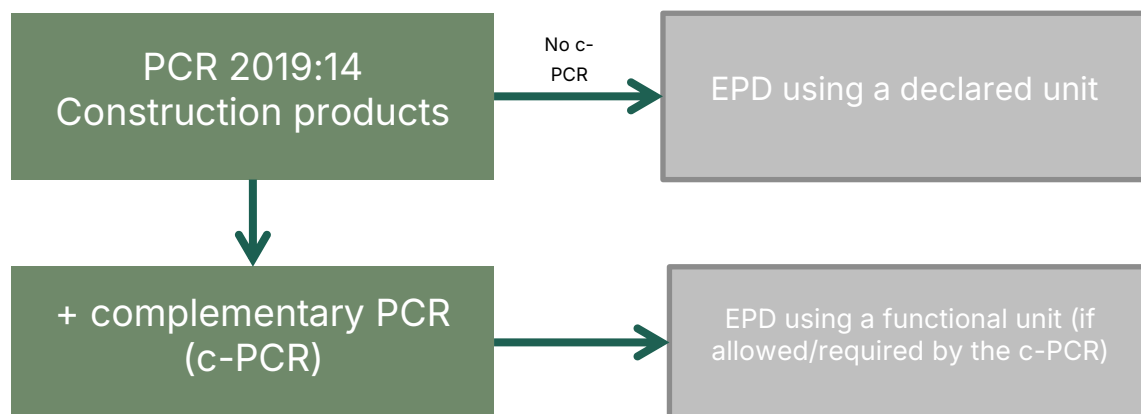 PCR 2019:14
Construction products
No c-
PCR
EPD using a declared unit
+ complementary PCR
(c-PCR)
EPD using a functional unit (if
allowed/required by the c-PCR)